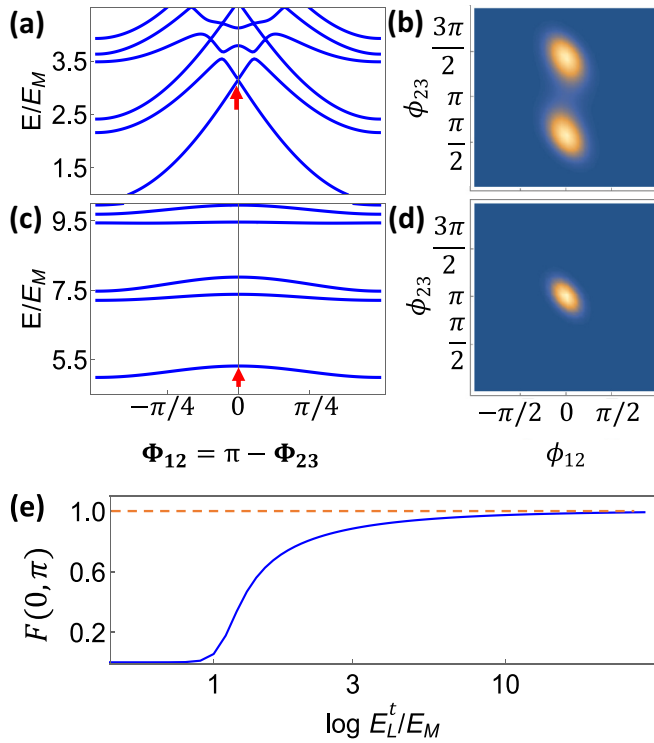 (a)
E/E_M
3.5
2.5
1.5
(b)
ϕ_23
3π/2
π
π/2
(c)
E/E_M
9.5
7.5
5.5
−π/4
0
π/4
Φ_12 = π − Φ_23
(d)
ϕ_23
3π/2
π
π/2
−π/2
0
π/2
ϕ_12
(e)
F(0, π)
1.0
0.6
0.2
1
3
10
log E_L^t/E_M